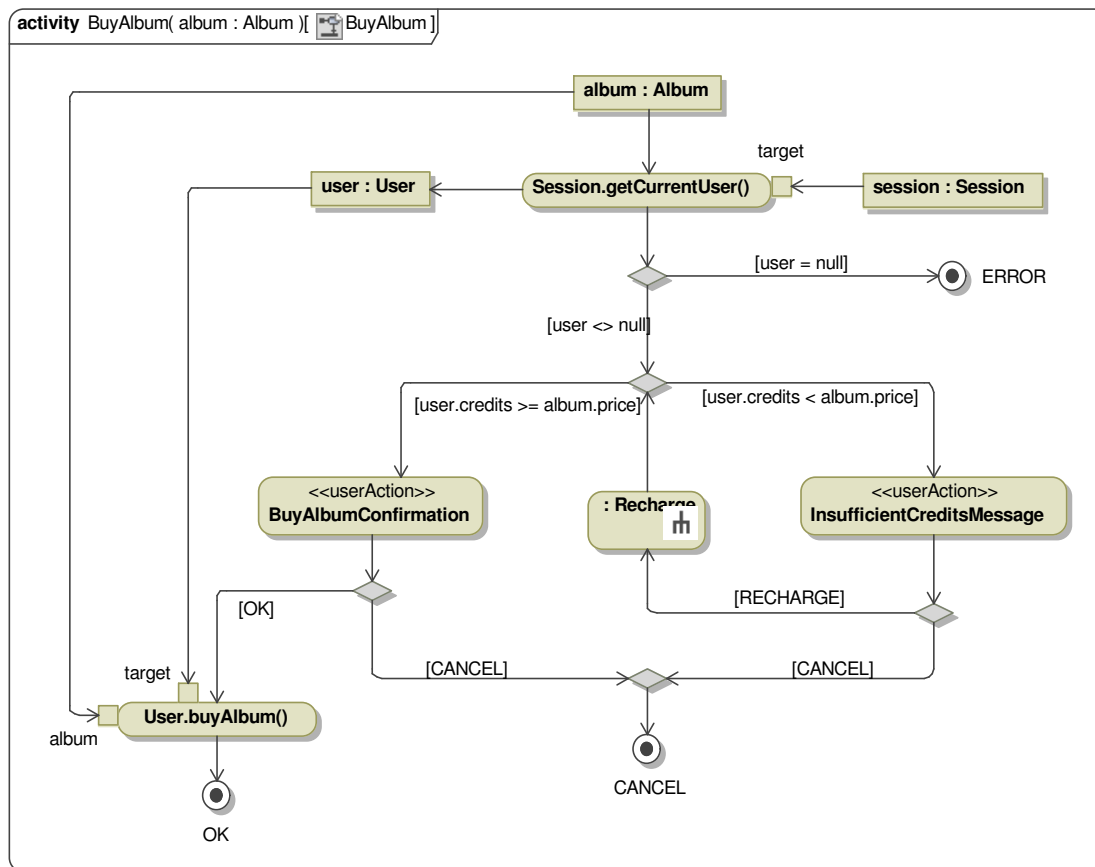 activity BuyAlbum( album : Album )[ BuyAlbum ]
album : Album
target
user : User
Session.getCurrentUser()
session : Session
[user = null]
ERROR
[user <> null]
[user.credits >= album.price]
[user.credits < album.price]
<<userAction>>
BuyAlbumConfirmation
: Recharge
<<userAction>>
InsufficientCreditsMessage
[OK]
[RECHARGE]
[CANCEL]
[CANCEL]
target
User.buyAlbum()
album
CANCEL
OK